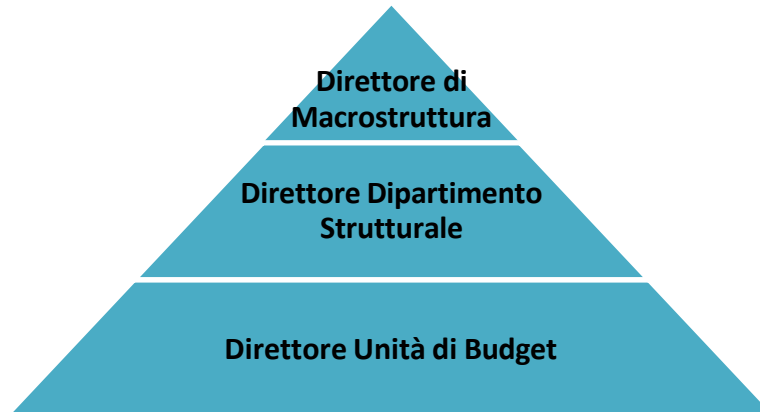 Direttore di
Macrostruttura
Direttore Dipartimento
Strutturale
Direttore Unità di Budget